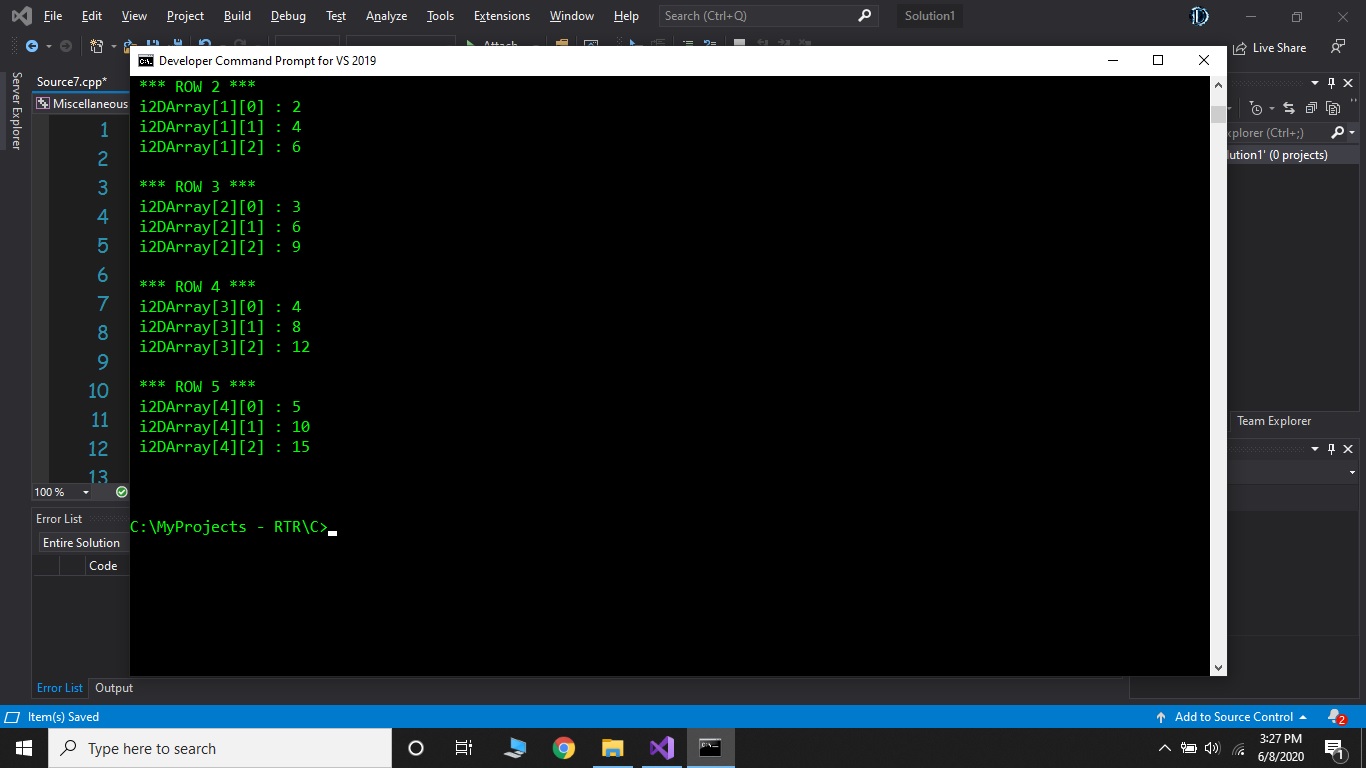 File Edit View Project Build Debug Test Analyze Tools Extensions Window Help Search (Ctrl+Q) Solution1
Attach
Live Share
Server Explorer
Source7.cpp*
Miscellaneous
Developer Command Prompt for VS 2019
*** ROW 2 ***
i2DArray[1][0] : 2
i2DArray[1][1] : 4
i2DArray[1][2] : 6
*** ROW 3 ***
i2DArray[2][0] : 3
i2DArray[2][1] : 6
i2DArray[2][2] : 9
*** ROW 4 ***
i2DArray[3][0] : 4
i2DArray[3][1] : 8
i2DArray[3][2] : 12
*** ROW 5 ***
i2DArray[4][0] : 5
i2DArray[4][1] : 10
i2DArray[4][2] : 15
C:\MyProjects - RTR\C>
1
2
3
4
5
6
7
8
9
10
11
12
13
100 %
xplorer (Ctrl+;)
lution1' (0 projects)
Team Explorer
Error List
Entire Solution
Code
Error List Output
Item(s) Saved
Add to Source Control
2
Type here to search
3:27 PM
6/8/2020
1